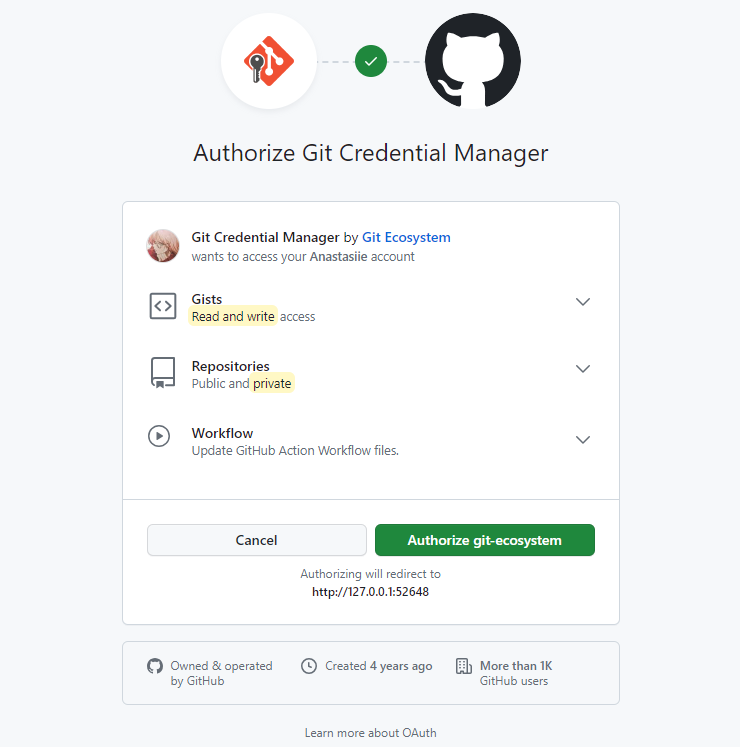 Authorize Git Credential Manager
Git Credential Manager by Git Ecosystem
wants to access your Anastasiie account
Gists
Read and write access
Repositories
Public and private
Workflow
Update GitHub Action Workflow files.
Cancel
Authorize git-ecosystem
Authorizing will redirect to
http://127.0.0.1:52648
Owned & operated
by GitHub
Created 4 years ago
More than 1K
GitHub users
Learn more about OAuth